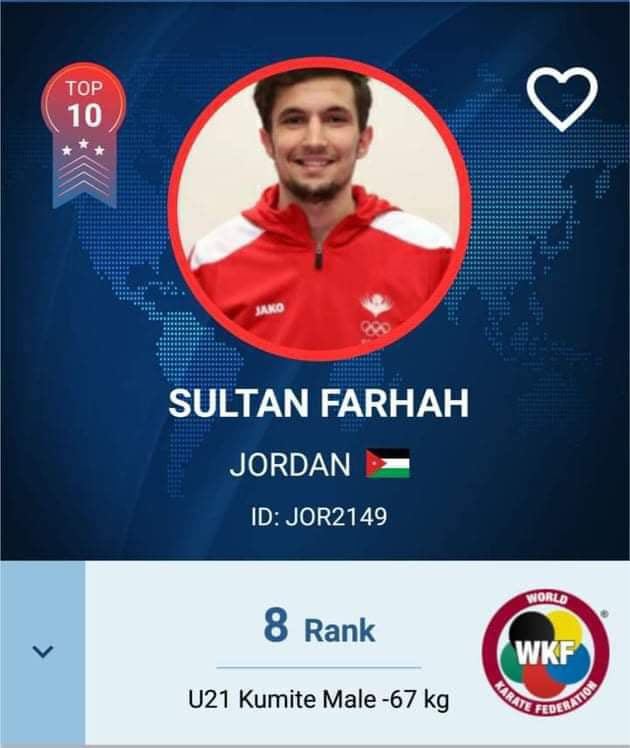 TOP
10
JAKO
SULTAN FARHAH
JORDAN
ID: JOR2149
8 Rank
U21 Kumite Male -67 kg
WORLD
WKF
KARATE FEDERATION
®